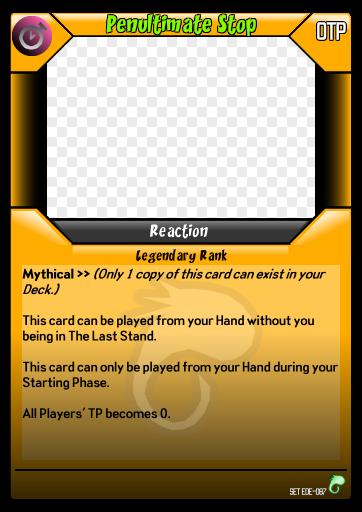 Penultimate Stop
0TP
Reaction
Legendary Rank
Mythical >> (Only 1 copy of this card can exist in your
Deck.)
This card can be played from your Hand without you
being in The Last Stand.
This card can only be played from your Hand during your
Starting Phase.
All Players' TP becomes 0.
SET EDE-087